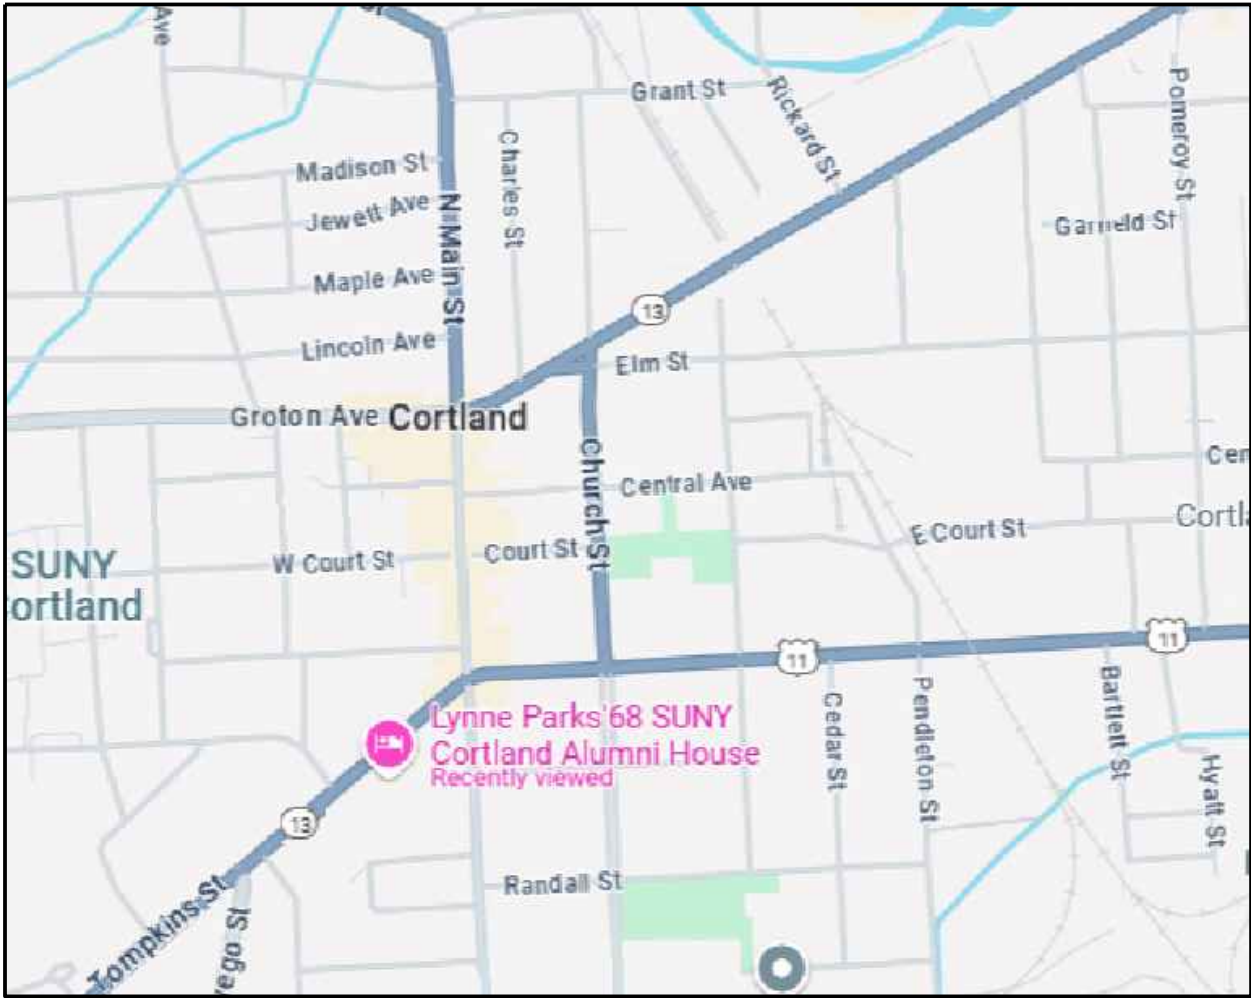 Ave
Grant St
Rickard St
Pomeroy St
Madison St
Charles St
Jewett Ave
N Main St
Garfield St
Maple Ave
13
Lincoln Ave
Elm St
Groton Ave
Cortland
Church St
Central Ave
Cen
Cortla
E Court St
W Court St
Court St
SUNY
ortland
11
11
Lynne Parks '68 SUNY
Cortland Alumni House
Recently viewed
Cedar St
Pendleton St
Bartlett St
Hyatt St
13
Randall St
Tompkins St
vego St